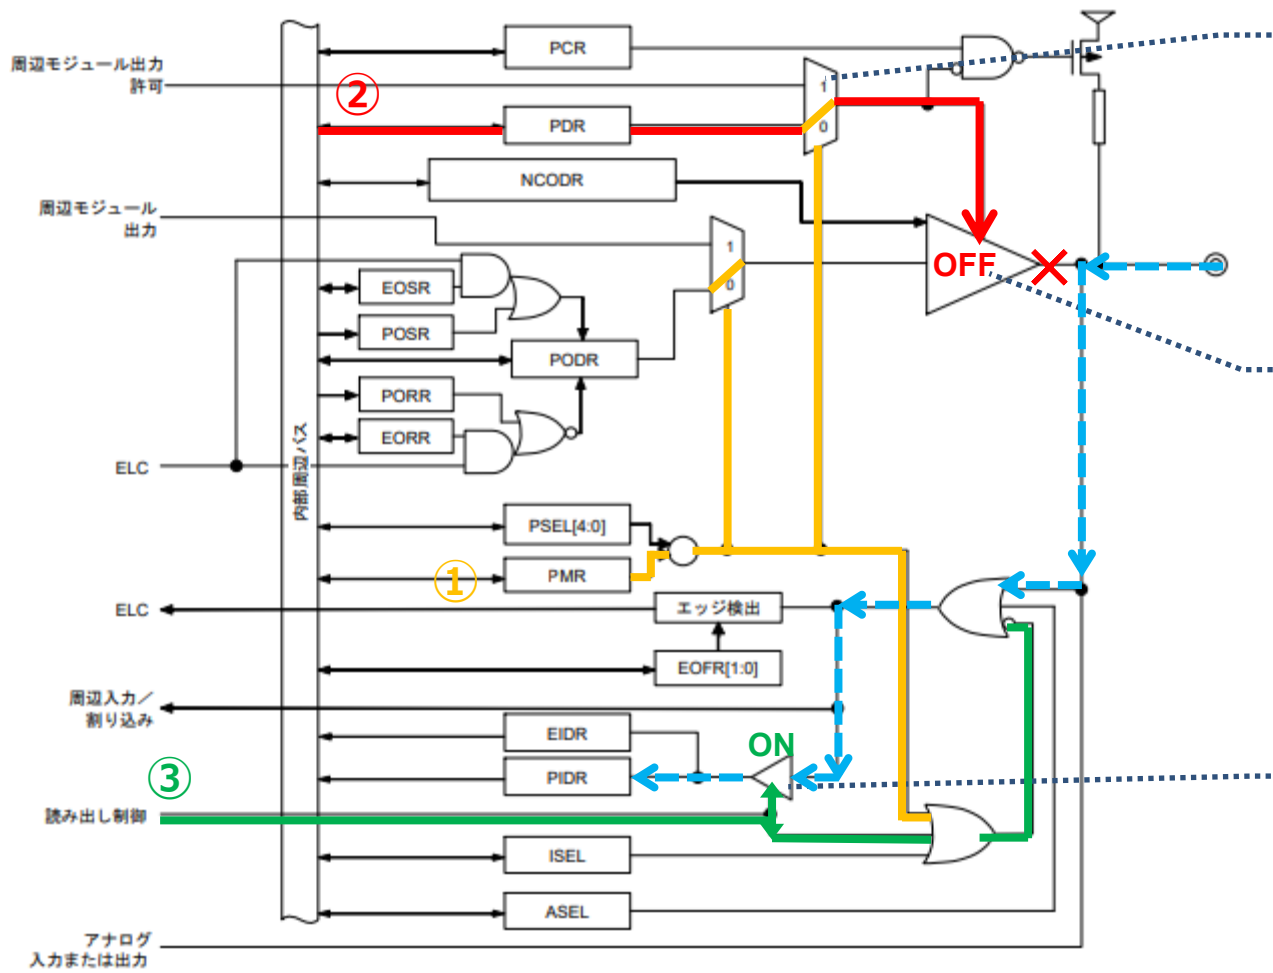 PCR
周辺モジュール出力
許可
②
1
PDR
0
NCODR
周辺モジュール
出力
1
OFF
EOSR
0
POSR
PODR
PORR
EORR
内部周辺バス
ELC
PSEL[4:0]
①
PMR
ELC
エッジ検出
EOFR[1:0]
周辺入力／
割り込み
EIDR
ON
③
PIDR
読み出し制御
ISEL
ASEL
アナログ
入力または出力